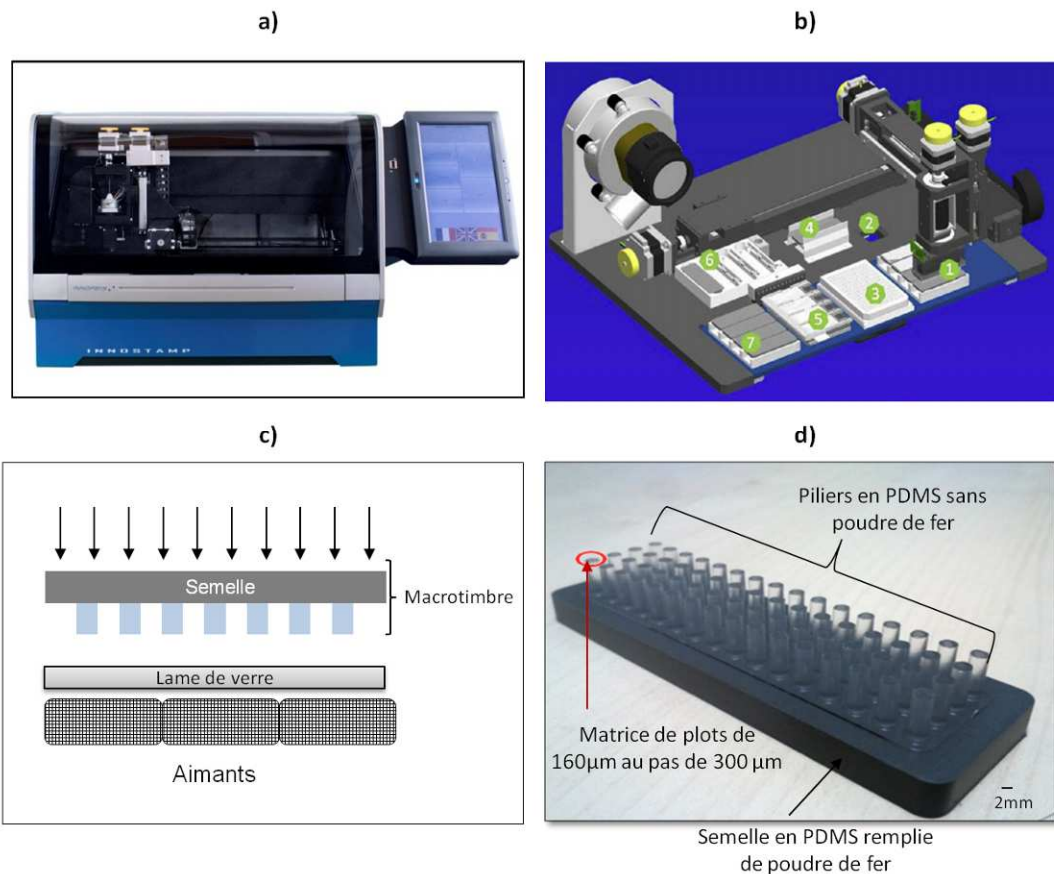 a)
b)
INNOSTAMP
6
4
2
1
3
5
7
c)
d)
Semelle
Macrotimbre
Lame de verre
Aimants
Piliers en PDMS sans
poudre de fer
Matrice de plots de
160µm au pas de 300 µm
2mm
Semelle en PDMS remplie
de poudre de fer